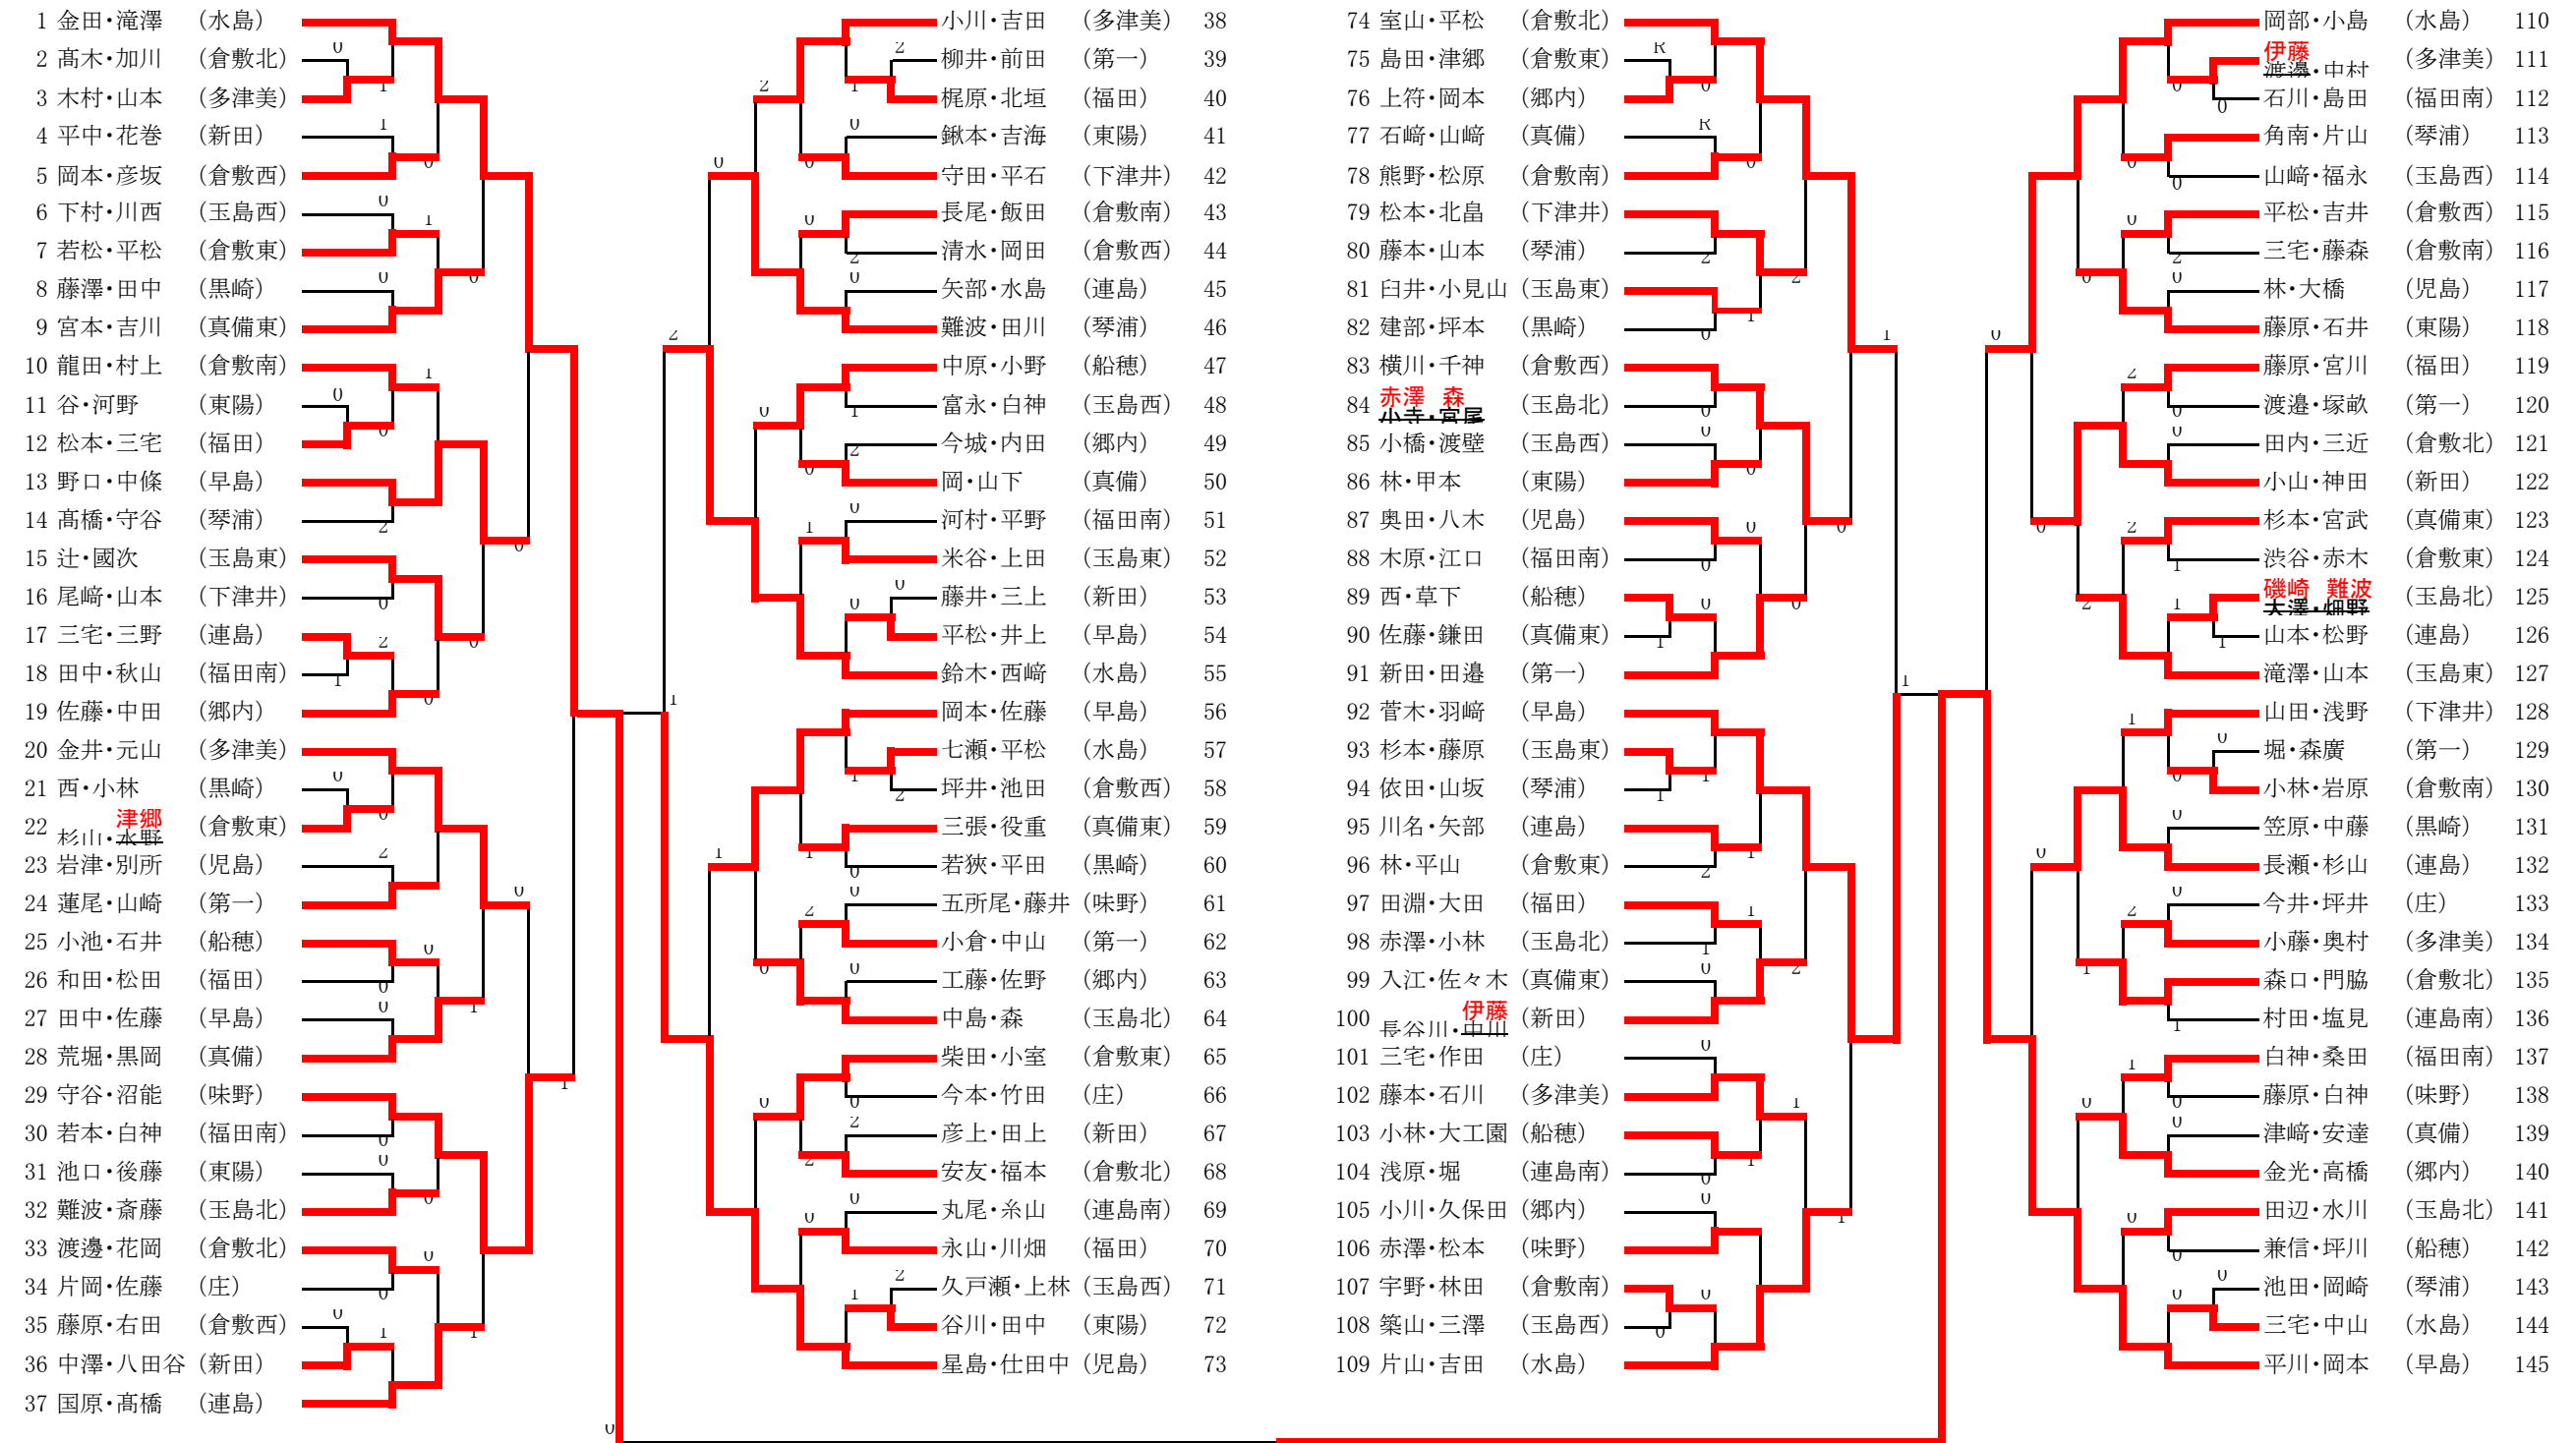 1 金田・滝澤 (水島)
2 髙木・加川 (倉敷北)
3 木村・山本 (多津美)
4 平中・花巻 (新田)
5 岡本・彦坂 (倉敷西)
6 下村・川西 (玉島西)
7 若松・平松 (倉敷東)
8 藤澤・田中 (黒崎)
9 宮本・吉川 (真備東)
10 龍田・村上 (倉敷南)
11 谷・河野 (東陽)
12 松本・三宅 (福田)
13 野口・中條 (早島)
14 髙橋・守谷 (琴浦)
15 辻・國次 (玉島東)
16 尾﨑・山本 (下津井)
17 三宅・三野 (連島)
18 田中・秋山 (福田南)
19 佐藤・中田 (郷内)
20 金井・元山 (多津美)
21 西・小林 (黒崎)
津郷
22 杉山・水野 (倉敷東)
23 岩津・別所 (児島)
24 蓮尾・山崎 (第一)
25 小池・石井 (船穂)
26 和田・松田 (福田)
27 田中・佐藤 (早島)
28 荒堀・黒岡 (真備)
29 守谷・沼能 (味野)
30 若本・白神 (福田南)
31 池口・後藤 (東陽)
32 難波・斎藤 (玉島北)
33 渡邊・花岡 (倉敷北)
34 片岡・佐藤 (庄)
35 藤原・右田 (倉敷西)
36 中澤・八田谷 (新田)
37 国原・髙橋 (連島)
小川・吉田 (多津美) 38
柳井・前田 (第一) 39
梶原・北垣 (福田) 40
鍬本・吉海 (東陽) 41
守田・平石 (下津井) 42
長尾・飯田 (倉敷南) 43
清水・岡田 (倉敷西) 44
矢部・水島 (連島) 45
難波・田川 (琴浦) 46
中原・小野 (船穂) 47
富永・白神 (玉島西) 48
今城・内田 (郷内) 49
岡・山下 (真備) 50
河村・平野 (福田南) 51
米谷・上田 (玉島東) 52
藤井・三上 (新田) 53
平松・井上 (早島) 54
鈴木・西﨑 (水島) 55
岡本・佐藤 (早島) 56
七瀬・平松 (水島) 57
坪井・池田 (倉敷西) 58
三張・役重 (真備東) 59
若狹・平田 (黒崎) 60
五所尾・藤井 (味野) 61
小倉・中山 (第一) 62
工藤・佐野 (郷内) 63
中島・森 (玉島北) 64
柴田・小室 (倉敷東) 65
今本・竹田 (庄) 66
彦上・田上 (新田) 67
安友・福本 (倉敷北) 68
丸尾・糸山 (連島南) 69
永山・川畑 (福田) 70
久戸瀬・上林 (玉島西) 71
谷川・田中 (東陽) 72
星島・仕田中 (児島) 73
74 室山・平松 (倉敷北)
75 島田・津郷 (倉敷東)
76 上符・岡本 (郷内)
77 石﨑・山﨑 (真備)
78 熊野・松原 (倉敷南)
79 松本・北畠 (下津井)
80 藤本・山本 (琴浦)
81 臼井・小見山 (玉島東)
82 建部・坪本 (黒崎)
83 横川・千神 (倉敷西)
赤澤 森
84 小寺・宮尾 (玉島北)
85 小橋・渡壁 (玉島西)
86 林・甲本 (東陽)
87 奥田・八木 (児島)
88 木原・江口 (福田南)
89 西・草下 (船穂)
90 佐藤・鎌田 (真備東)
91 新田・田邉 (第一)
92 菅木・羽﨑 (早島)
93 杉本・藤原 (玉島東)
94 依田・山坂 (琴浦)
95 川名・矢部 (連島)
96 林・平山 (倉敷東)
97 田淵・大田 (福田)
98 赤澤・小林 (玉島北)
99 入江・佐々木 (真備東)
伊藤
100 長谷川・中川 (新田)
101 三宅・作田 (庄)
102 藤本・石川 (多津美)
103 小林・大工園 (船穂)
104 浅原・堀 (連島南)
105 小川・久保田 (郷内)
106 赤澤・松本 (味野)
107 宇野・林田 (倉敷南)
108 築山・三澤 (玉島西)
109 片山・吉田 (水島)
岡部・小島 (水島) 110
伊藤
渡邊・中村 (多津美) 111
石川・島田 (福田南) 112
角南・片山 (琴浦) 113
山﨑・福永 (玉島西) 114
平松・吉井 (倉敷西) 115
三宅・藤森 (倉敷南) 116
林・大橋 (児島) 117
藤原・石井 (東陽) 118
藤原・宮川 (福田) 119
渡邉・塚畝 (第一) 120
田内・三近 (倉敷北) 121
小山・神田 (新田) 122
杉本・宮武 (真備東) 123
渋谷・赤木 (倉敷東) 124
磯崎 難波
大澤・畑野 (玉島北) 125
山本・松野 (連島) 126
滝澤・山本 (玉島東) 127
山田・浅野 (下津井) 128
堀・森廣 (第一) 129
小林・岩原 (倉敷南) 130
笠原・中藤 (黒崎) 131
長瀬・杉山 (連島) 132
今井・坪井 (庄) 133
小藤・奥村 (多津美) 134
森口・門脇 (倉敷北) 135
村田・塩見 (連島南) 136
白神・桑田 (福田南) 137
藤原・白神 (味野) 138
津﨑・安達 (真備) 139
金光・高橋 (郷内) 140
田辺・水川 (玉島北) 141
兼信・坪川 (船穂) 142
池田・岡崎 (琴浦) 143
三宅・中山 (水島) 144
平川・岡本 (早島) 145